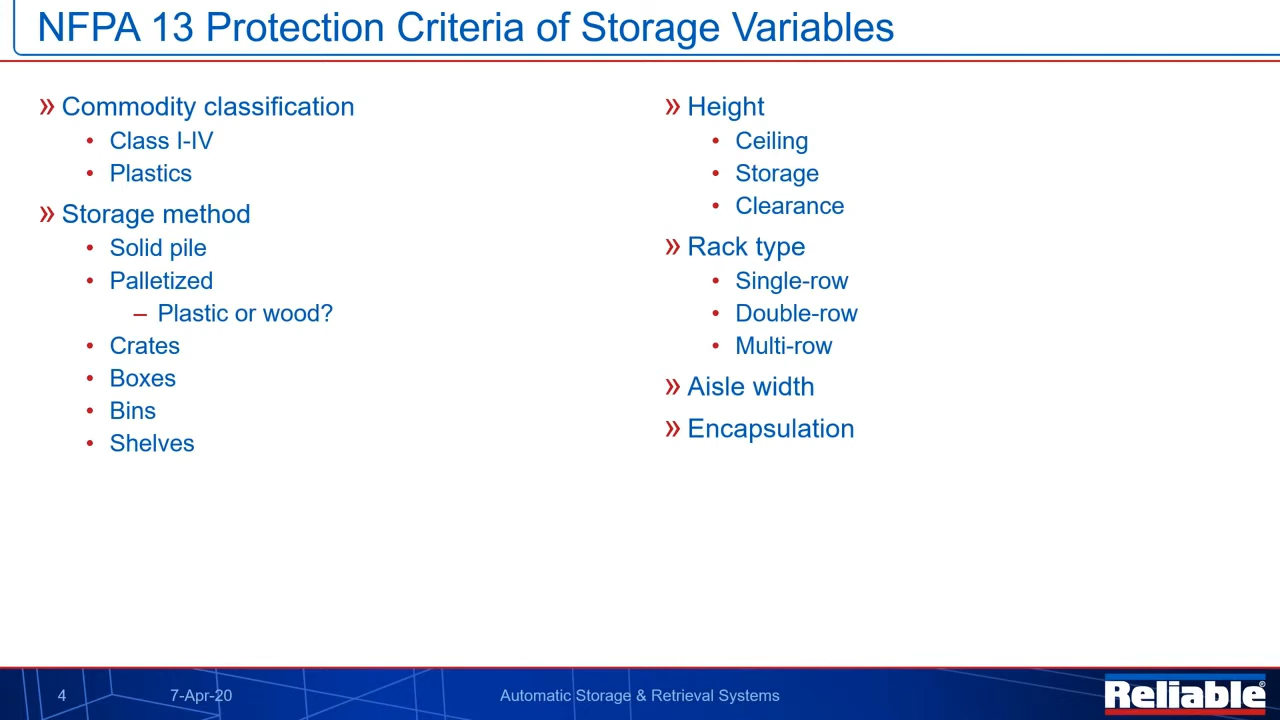 NFPA 13 Protection Criteria of Storage Variables
» Commodity classification
• Class I-IV
• Plastics
» Storage method
• Solid pile
• Palletized
– Plastic or wood?
• Crates
• Boxes
• Bins
• Shelves
» Height
• Ceiling
• Storage
• Clearance
» Rack type
• Single-row
• Double-row
• Multi-row
» Aisle width
» Encapsulation
4
7-Apr-20
Automatic Storage & Retrieval Systems
Reliable®